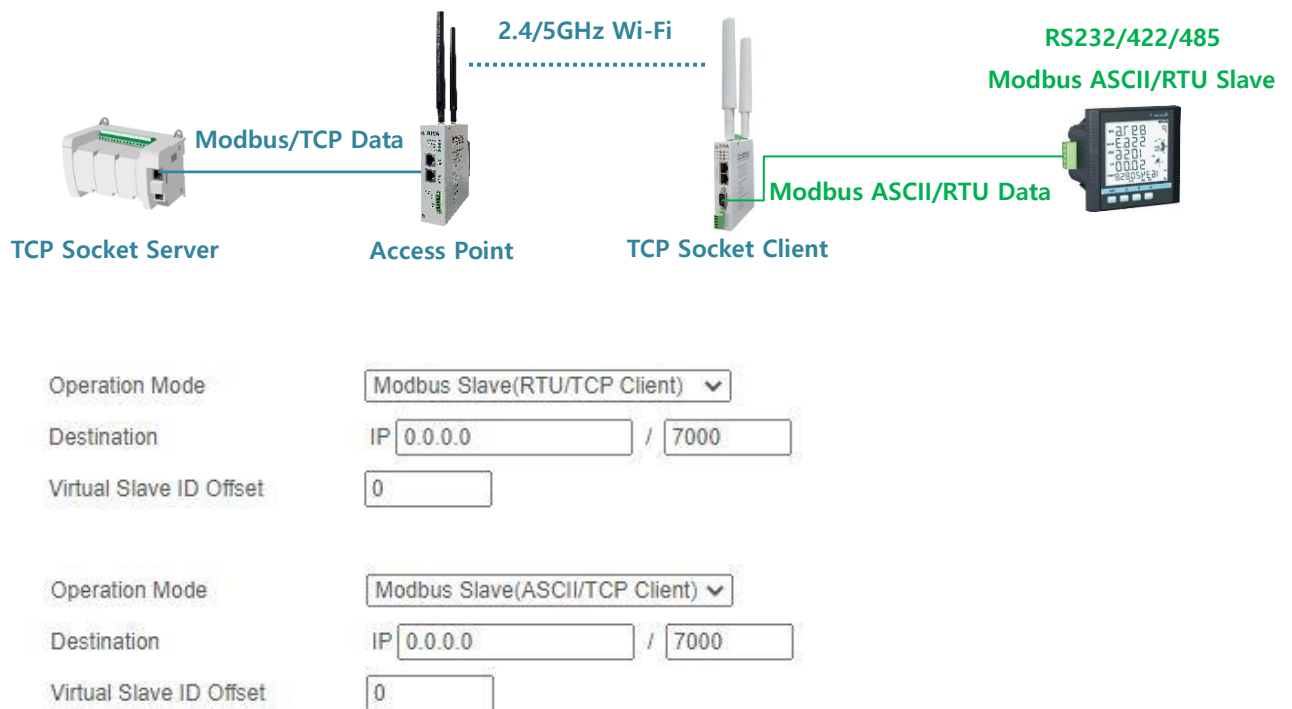 2.4/5GHz Wi-Fi
RS232/422/485
Modbus ASCII/RTU Slave
Modbus/TCP Data
Modbus ASCII/RTU Data
TCP Socket Server
Access Point
TCP Socket Client
Operation Mode
Modbus Slave(RTU/TCP Client)
Destination
IP 0.0.0.0 / 7000
Virtual Slave ID Offset
0
Operation Mode
Modbus Slave(ASCII/TCP Client)
Destination
IP 0.0.0.0 / 7000
Virtual Slave ID Offset
0